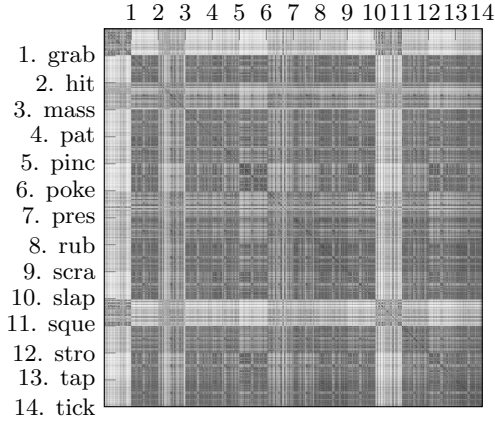 1 2 3 4 5 6 7 8 9 10 11 12 13 14
1. grab
2. hit
3. mass
4. pat
5. pinc
6. poke
7. pres
8. rub
9. scra
10. slap
11. sque
12. stro
13. tap
14. tick